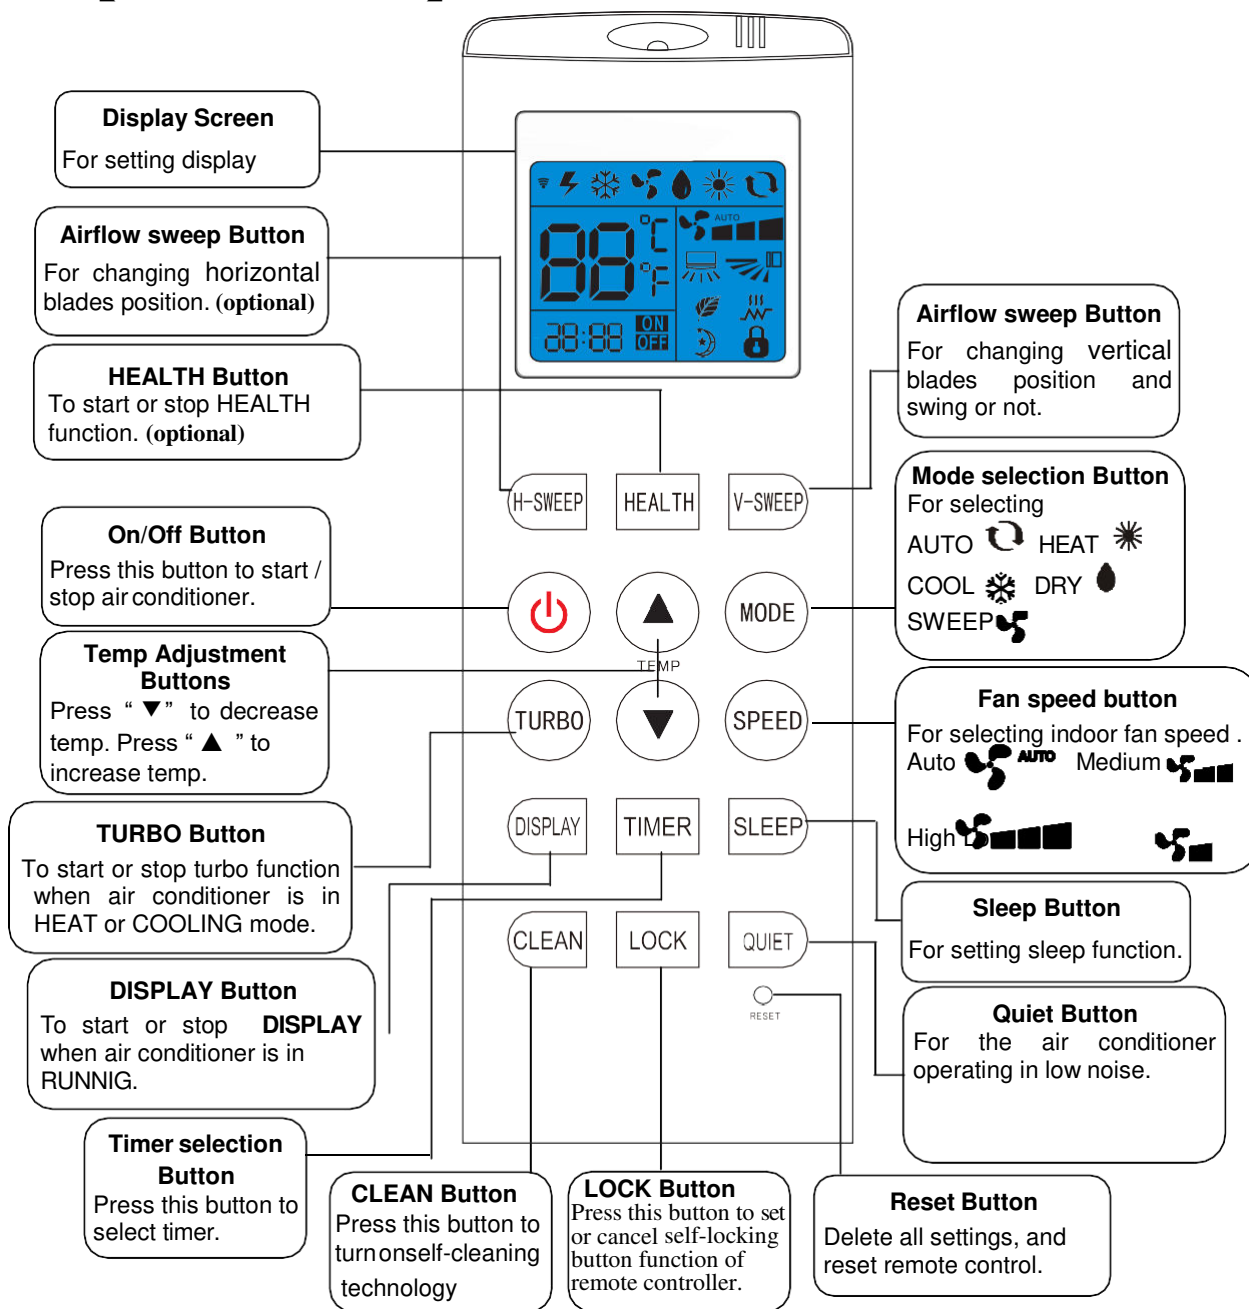 Display Screen
For setting display
Airflow sweep Button
For changing horizontal
blades position. (optional)
HEALTH Button
To start or stop HEALTH
function. (optional)
On/Off Button
Press this button to start /
stop air conditioner.
Temp Adjustment
Buttons
Press “ ▼” to decrease
temp. Press “ ▲ ” to
increase temp.
TURBO Button
To start or stop turbo function
when air conditioner is in
HEAT or COOLING mode.
DISPLAY Button
To start or stop DISPLAY
when air conditioner is in
RUNNIG.
Timer selection
Button
Press this button to
select timer.
AUTO
88 °C
°F
88:88 ON
OFF
H-SWEEP HEALTH V-SWEEP
MODE
TEMP
TURBO SPEED
DISPLAY TIMER SLEEP
CLEAN LOCK QUIET
RESET
Airflow sweep Button
For changing vertical
blades position and
swing or not.
Mode selection Button
For selecting
AUTO HEAT
COOL DRY
SWEEP
Fan speed button
For selecting indoor fan speed .
Auto AUTO Medium
High
Sleep Button
For setting sleep function.
Quiet Button
For the air conditioner
operating in low noise.
CLEAN Button
Press this button to
turnonself-cleaning
technology
LOCK Button
Press this button to set
or cancel self-locking
button function of
remote controller.
Reset Button
Delete all settings, and
reset remote control.